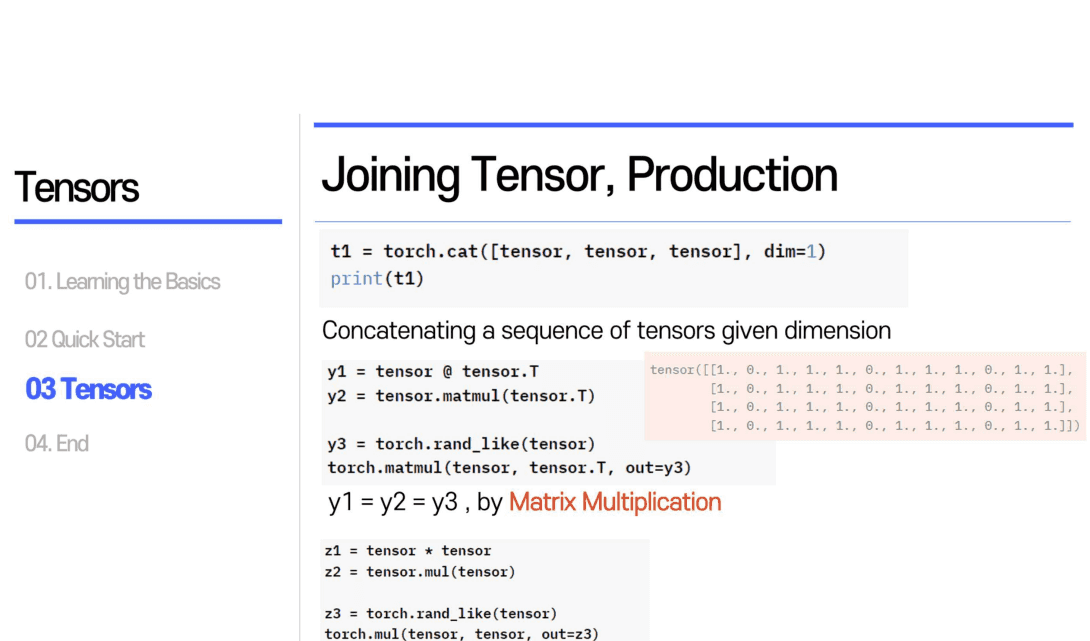 Tensors
01. Learning the Basics
02 Quick Start
03 Tensors
04. End
Joining Tensor, Production
t1 = torch.cat([tensor, tensor, tensor], dim=1)
print(t1)
Concatenating a sequence of tensors given dimension
y1 = tensor @ tensor.T
y2 = tensor.matmul(tensor.T)
y3 = torch.rand_like(tensor)
torch.matmul(tensor, tensor.T, out=y3)
tensor([[1., 0., 1., 1., 1., 0., 1., 1., 1., 0., 1., 1.],
[1., 0., 1., 1., 1., 0., 1., 1., 1., 0., 1., 1.],
[1., 0., 1., 1., 1., 0., 1., 1., 1., 0., 1., 1.],
[1., 0., 1., 1., 1., 0., 1., 1., 1., 0., 1., 1.]])
y1 = y2 = y3 , by Matrix Multiplication
z1 = tensor * tensor
z2 = tensor.mul(tensor)
z3 = torch.rand_like(tensor)
torch.mul(tensor, tensor, out=z3)